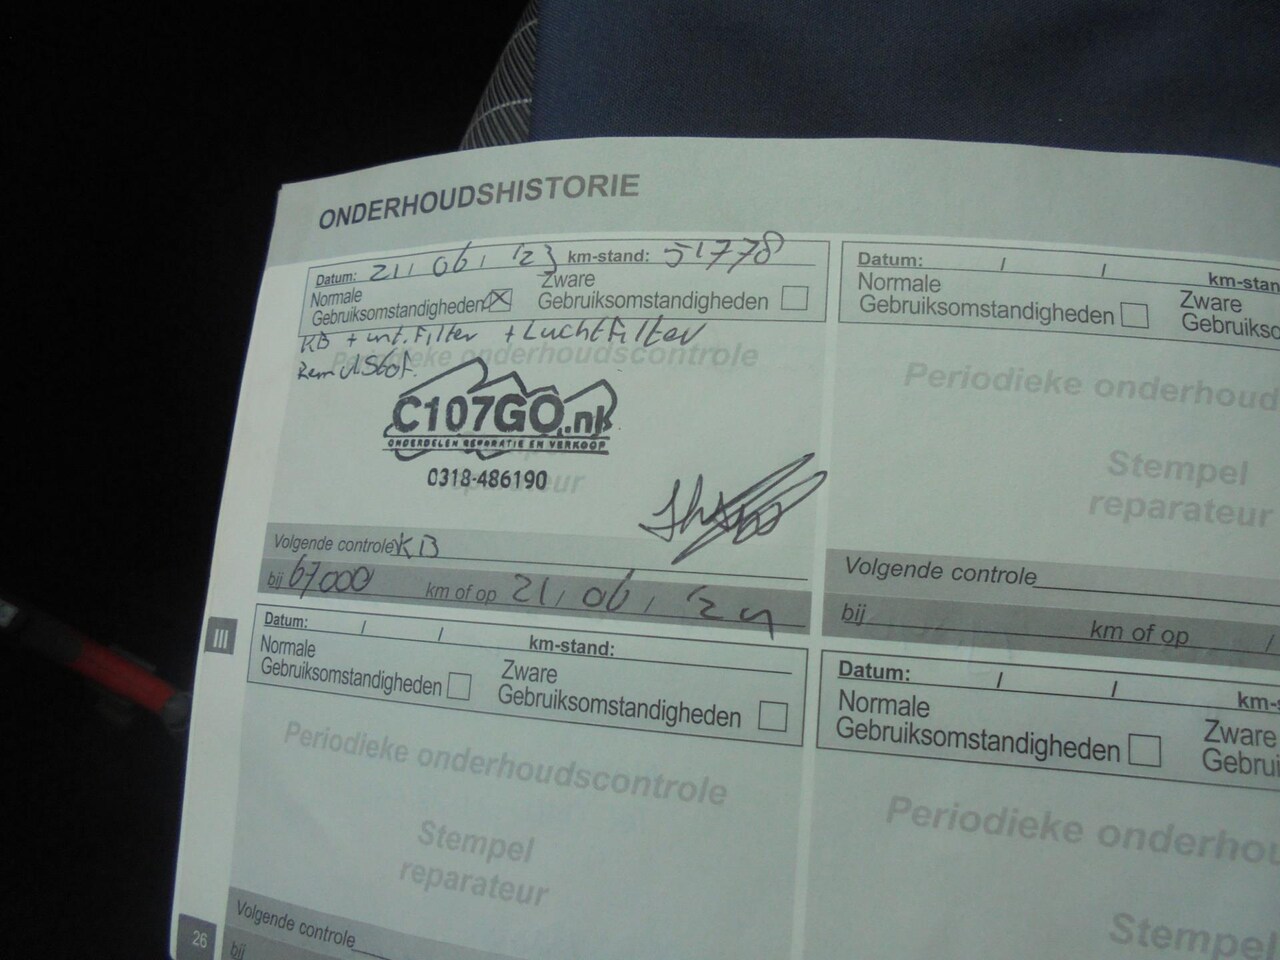 ONDERHOUDSHISTORIE
Datum: 21 / 06 / '23 km-stand: 51778
Normale
Gebruiksomstandigheden
Zware
Gebruiksomstandigheden
KB + int. Filter + Luchtfilter
Periodieke onderhoudscontrole
C107GO.nl
ONDERDELEN REPARATIE EN VERKOOP
0318-486190
Volgende controle KB
bij 67000 km of op 21 / 06 / '24
Datum: / / km-stand:
Normale
Gebruiksomstandigheden
Zware
Gebruiksomstandigheden
Periodieke onderhoudscontrole
Stempel
reparateur
Volgende controle
bij
Datum: / / km-stan
Normale
Gebruiksomstandigheden
Zware
Gebruikso
Periodieke onderhoud
Stempel
reparateur
Volgende controle
bij km of op /
Datum: / / km-s
Normale
Gebruiksomstandigheden
Zware
Gebrui
Periodieke onderhou
Stempel
III
26